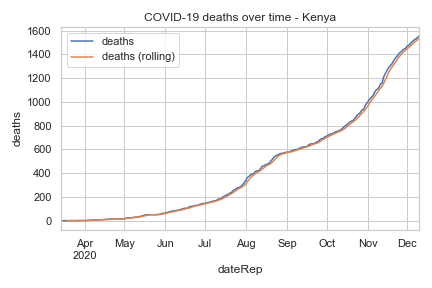 COVID-19 deaths over time - Kenya
deaths
deaths (rolling)
1600
1400
1200
1000
800
600
400
200
0
deaths
Apr
2020
May
Jun
Jul
Aug
Sep
Oct
Nov
Dec
dateRep